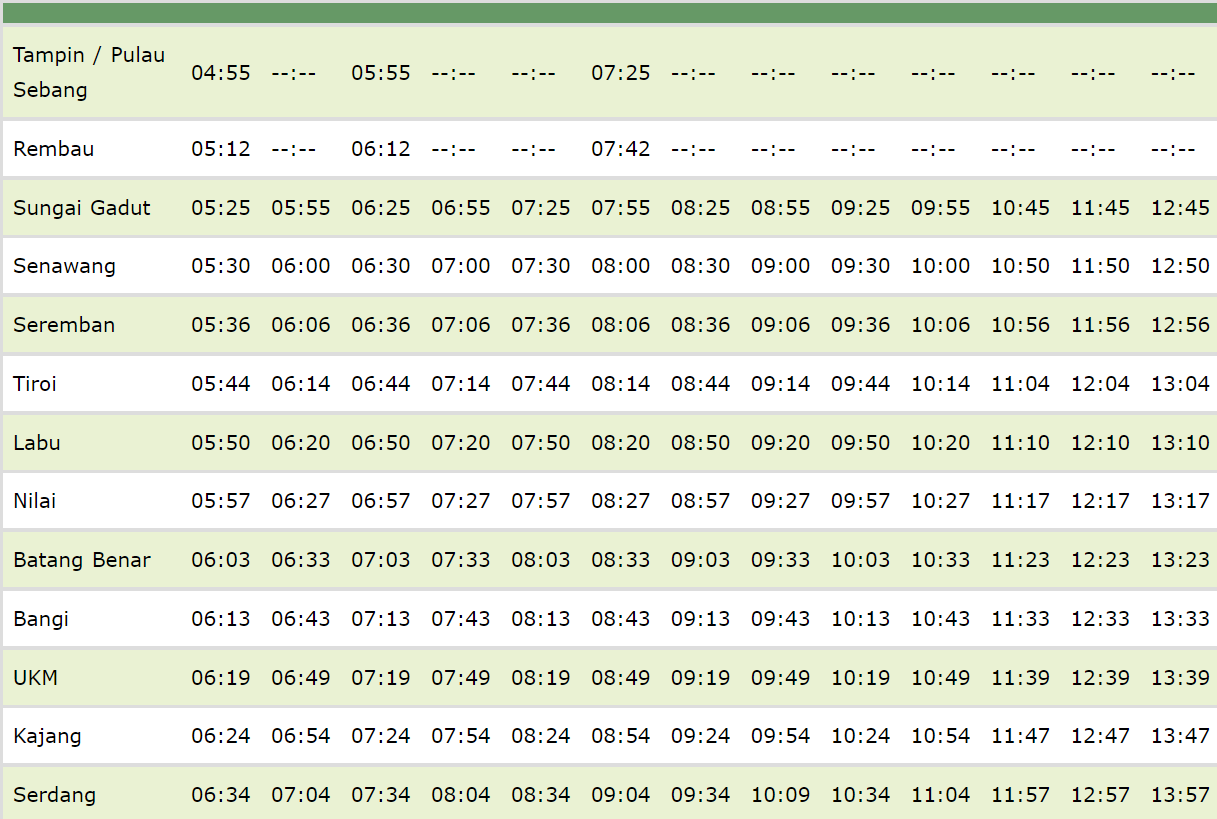 Tampin / Pulau
Sebang 04:55 --:-- 05:55 --:-- --:-- 07:25 --:-- --:-- --:-- --:-- --:-- --:-- --:--
Rembau 05:12 --:-- 06:12 --:-- --:-- 07:42 --:-- --:-- --:-- --:-- --:-- --:-- --:--
Sungai Gadut 05:25 05:55 06:25 06:55 07:25 07:55 08:25 08:55 09:25 09:55 10:45 11:45 12:45
Senawang 05:30 06:00 06:30 07:00 07:30 08:00 08:30 09:00 09:30 10:00 10:50 11:50 12:50
Seremban 05:36 06:06 06:36 07:06 07:36 08:06 08:36 09:06 09:36 10:06 10:56 11:56 12:56
Tiroi 05:44 06:14 06:44 07:14 07:44 08:14 08:44 09:14 09:44 10:14 11:04 12:04 13:04
Labu 05:50 06:20 06:50 07:20 07:50 08:20 08:50 09:20 09:50 10:20 11:10 12:10 13:10
Nilai 05:57 06:27 06:57 07:27 07:57 08:27 08:57 09:27 09:57 10:27 11:17 12:17 13:17
Batang Benar 06:03 06:33 07:03 07:33 08:03 08:33 09:03 09:33 10:03 10:33 11:23 12:23 13:23
Bangi 06:13 06:43 07:13 07:43 08:13 08:43 09:13 09:43 10:13 10:43 11:33 12:33 13:33
UKM 06:19 06:49 07:19 07:49 08:19 08:49 09:19 09:49 10:19 10:49 11:39 12:39 13:39
Kajang 06:24 06:54 07:24 07:54 08:24 08:54 09:24 09:54 10:24 10:54 11:47 12:47 13:47
Serdang 06:34 07:04 07:34 08:04 08:34 09:04 09:34 10:09 10:34 11:04 11:57 12:57 13:57